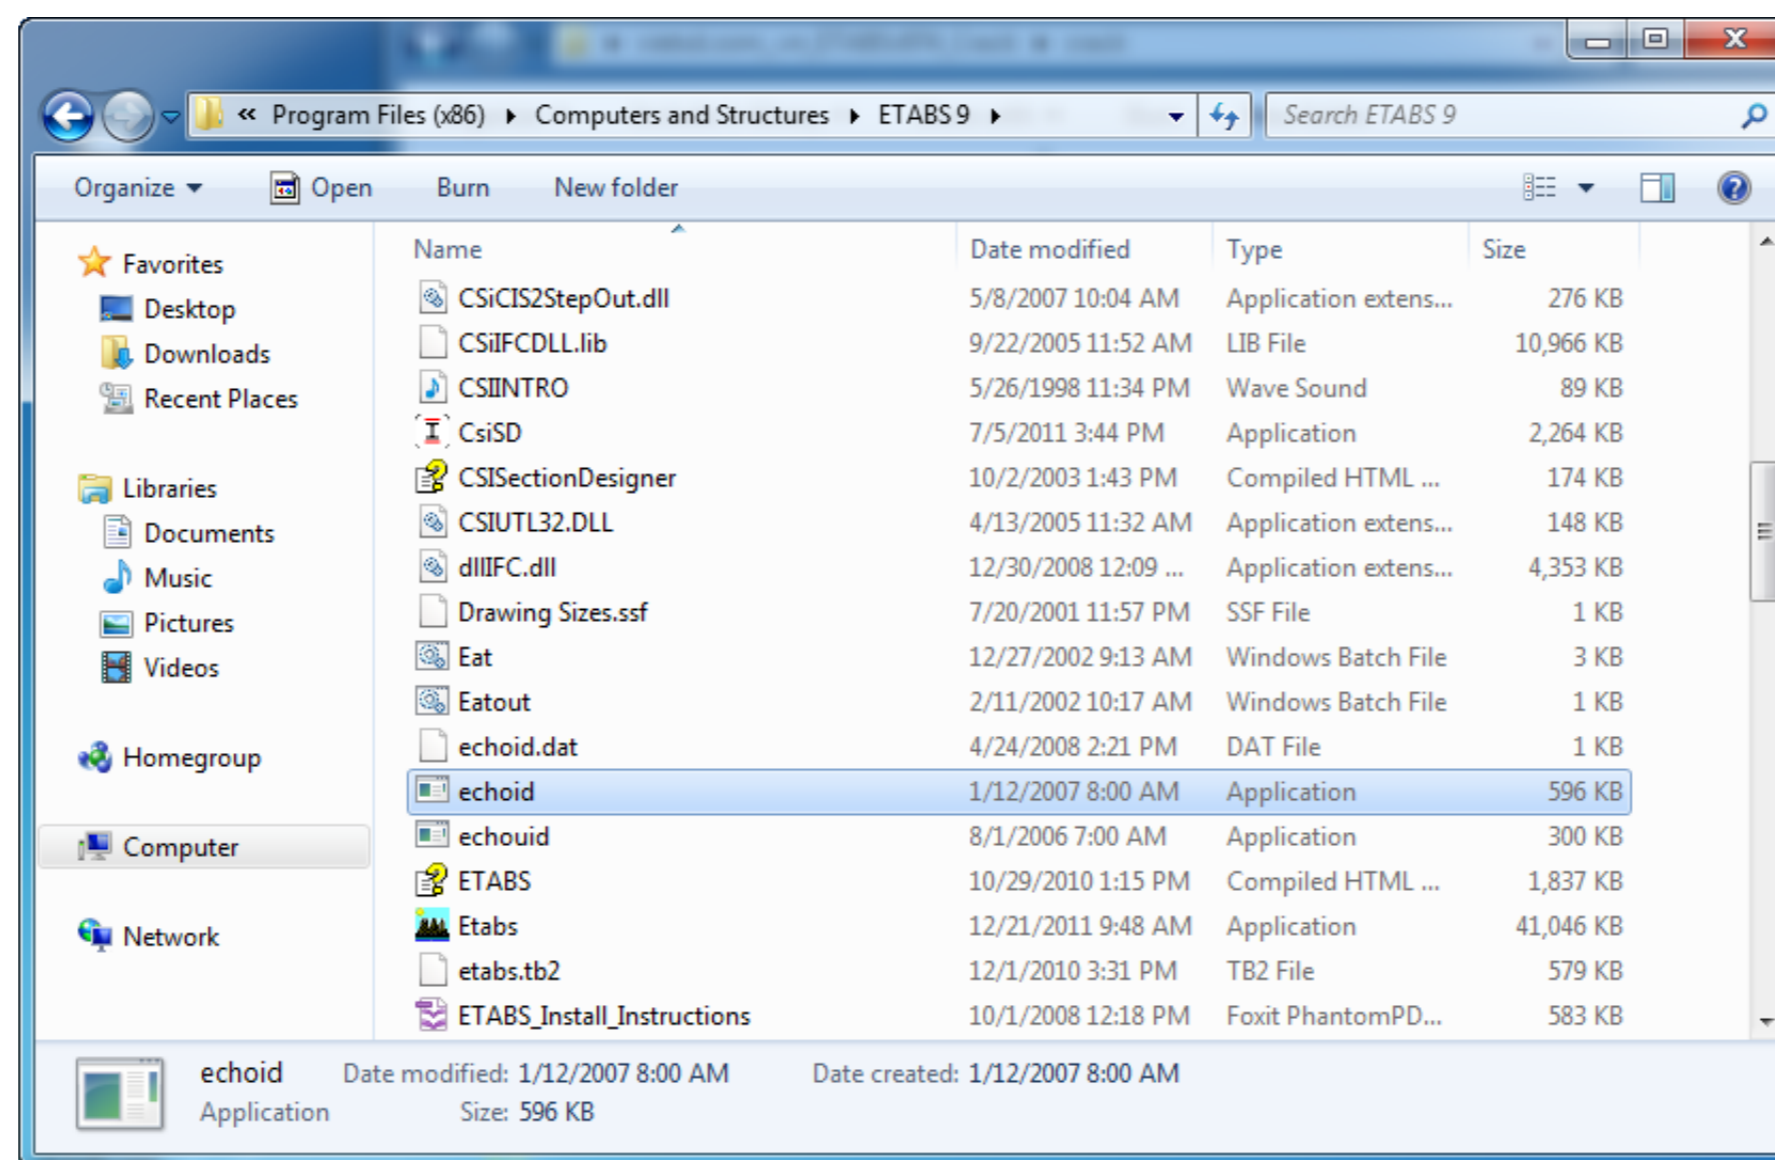 « Program Files (x86) Computers and Structures ETABS 9 Search ETABS 9
Organize Open Burn New folder
Name Date modified Type Size
Favorites
Desktop
Downloads
Recent Places
Libraries
Documents
Music
Pictures
Videos
Homegroup
Computer
Network
CSiCIS2StepOut.dll 5/8/2007 10:04 AM Application extens... 276 KB
CSiIFCDLL.lib 9/22/2005 11:52 AM LIB File 10,966 KB
CSIINTRO 5/26/1998 11:34 PM Wave Sound 89 KB
CsiSD 7/5/2011 3:44 PM Application 2,264 KB
CSISectionDesigner 10/2/2003 1:43 PM Compiled HTML ... 174 KB
CSIUTL32.DLL 4/13/2005 11:32 AM Application extens... 148 KB
dllIFC.dll 12/30/2008 12:09 ... Application extens... 4,353 KB
Drawing Sizes.ssf 7/20/2001 11:57 PM SSF File 1 KB
Eat 12/27/2002 9:13 AM Windows Batch File 3 KB
Eatout 2/11/2002 10:17 AM Windows Batch File 1 KB
echoid.dat 4/24/2008 2:21 PM DAT File 1 KB
echoid 1/12/2007 8:00 AM Application 596 KB
echouid 8/1/2006 7:00 AM Application 300 KB
ETABS 10/29/2010 1:15 PM Compiled HTML ... 1,837 KB
Etabs 12/21/2011 9:48 AM Application 41,046 KB
etabs.tb2 12/1/2010 3:31 PM TB2 File 579 KB
ETABS_Install_Instructions 10/1/2008 12:18 PM Foxit PhantomPD... 583 KB
echoid Date modified: 1/12/2007 8:00 AM Date created: 1/12/2007 8:00 AM
Application Size: 596 KB